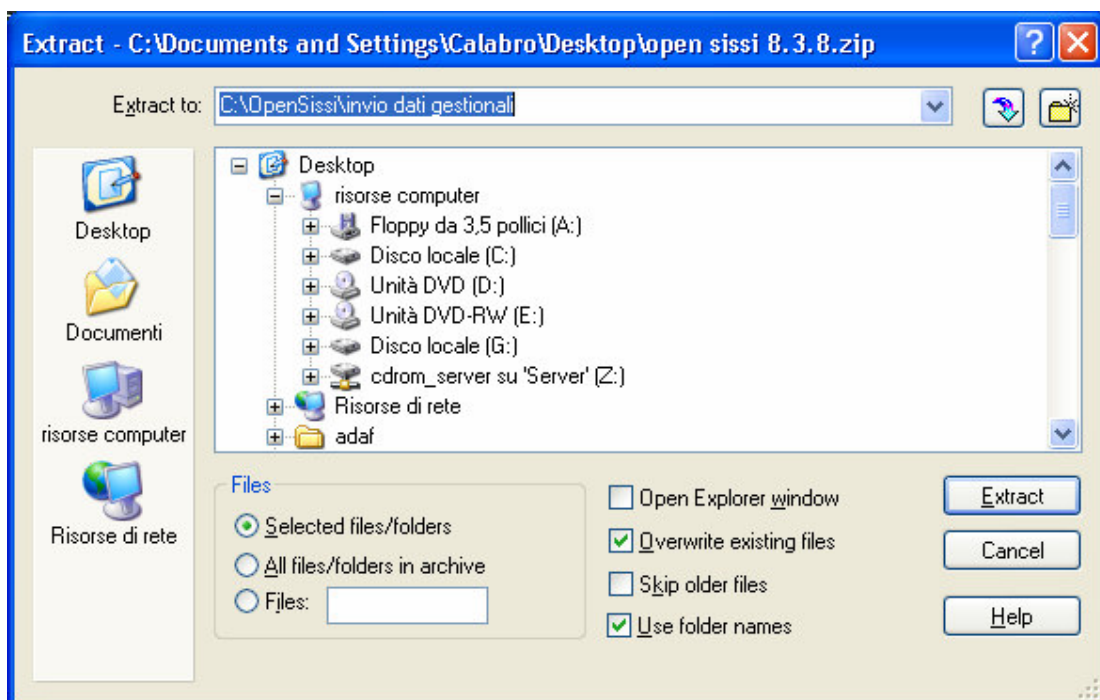 Extract - C:\Documents and Settings\Calabro\Desktop\open sissi 8.3.8.zip
Extract to: C:\OpenSissi\invio dati gestionali
Desktop
Documenti
risorse computer
Risorse di rete
Desktop
risorse computer
Floppy da 3,5 pollici (A:)
Disco locale (C:)
Unità DVD (D:)
Unità DVD-RW (E:)
Disco locale (G:)
cdrom_server su 'Server' (Z:)
Risorse di rete
adaf
Files
Selected files/folders
All files/folders in archive
Files:
Open Explorer window
Overwrite existing files
Skip older files
Use folder names
Extract
Cancel
Help